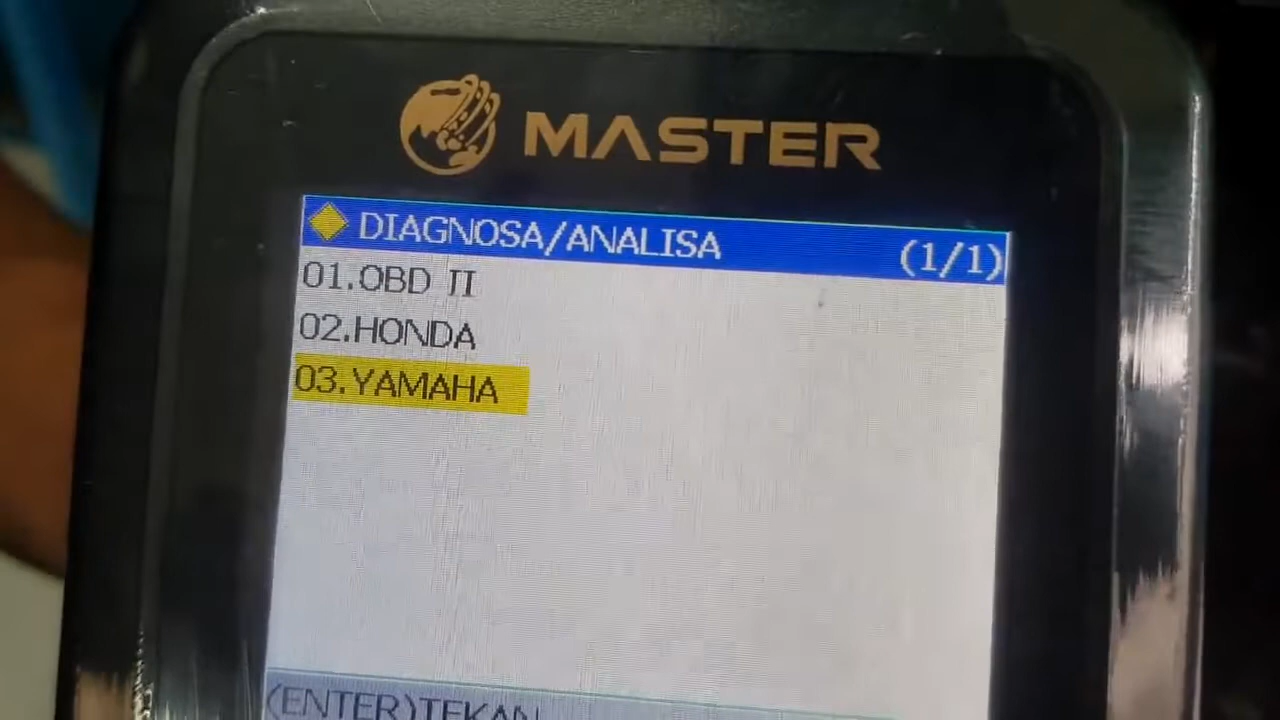 MASTER
DIAGNOSA/ANALISA (1/1)
01.OBD II
02.HONDA
03.YAMAHA
(ENTER)TEKAN